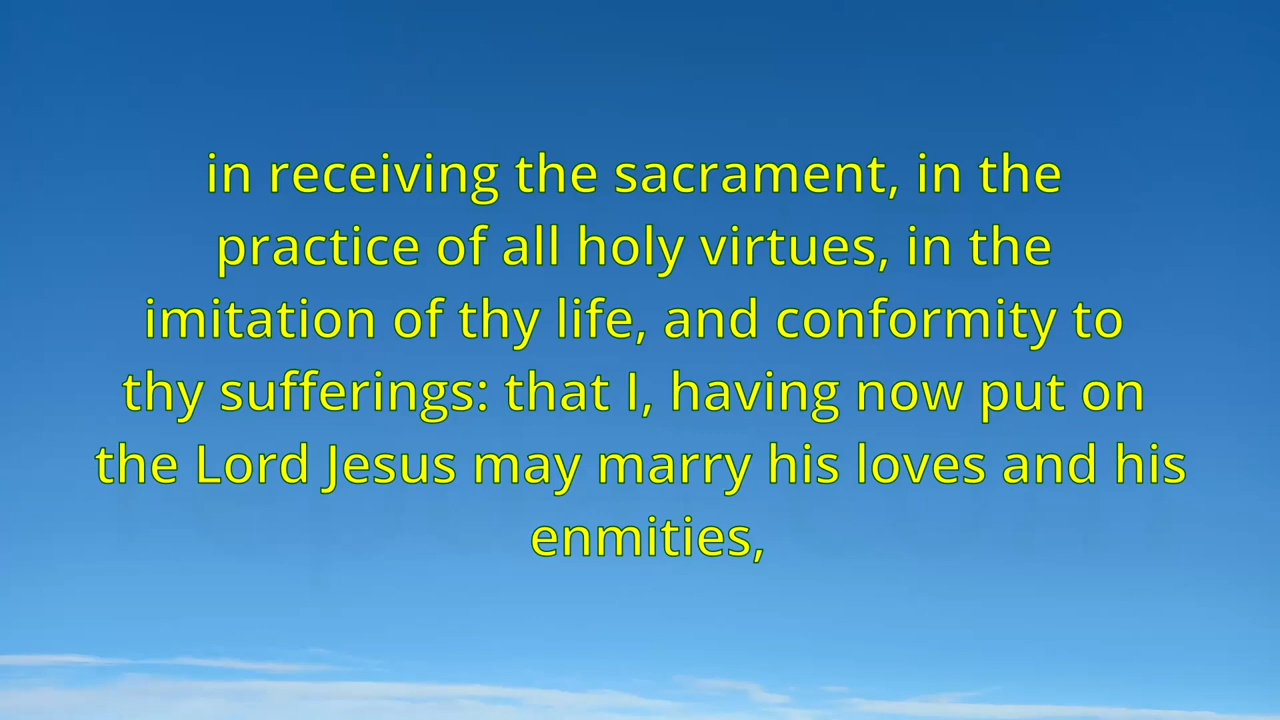 in receiving the sacrament, in the
practice of all holy virtues, in the
imitation of thy life, and conformity to
thy sufferings: that I, having now put on
the Lord Jesus may marry his loves and his
enmities,